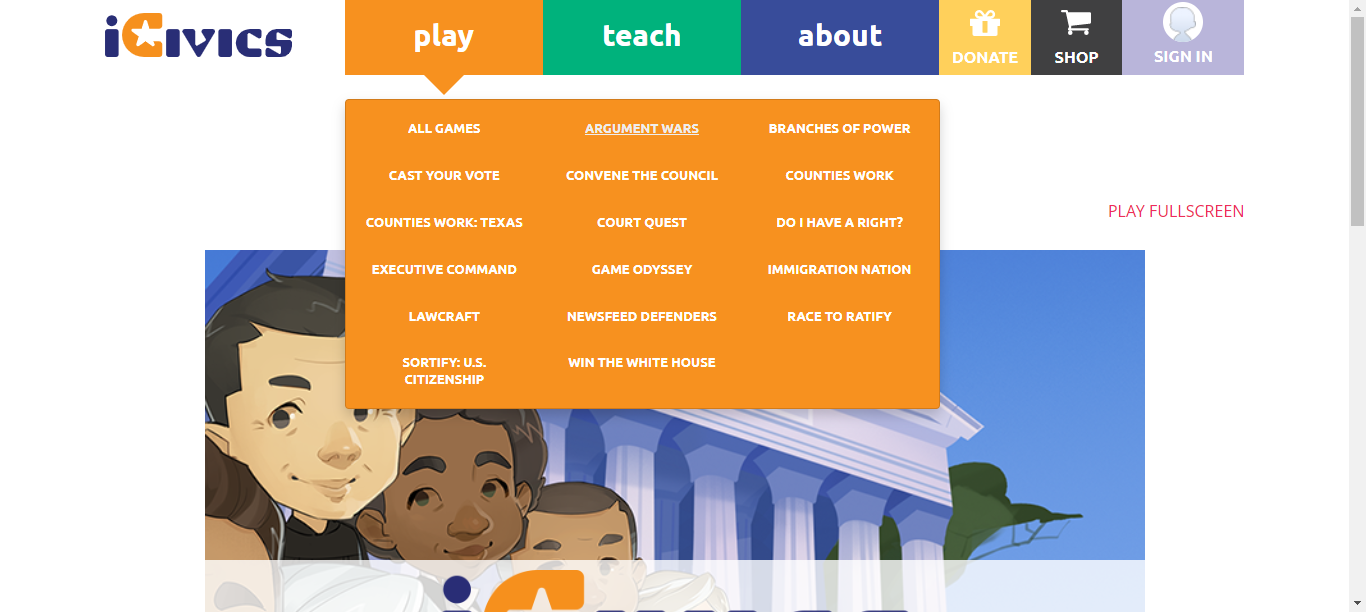 iCIVICS
play
teach
about
DONATE
SHOP
SIGN IN
ALL GAMES
ARGUMENT WARS
BRANCHES OF POWER
CAST YOUR VOTE
CONVENE THE COUNCIL
COUNTIES WORK
COUNTIES WORK: TEXAS
COURT QUEST
DO I HAVE A RIGHT?
EXECUTIVE COMMAND
GAME ODYSSEY
IMMIGRATION NATION
LAWCRAFT
NEWSFEED DEFENDERS
RACE TO RATIFY
SORTIFY: U.S.
CITIZENSHIP
WIN THE WHITE HOUSE
PLAY FULLSCREEN